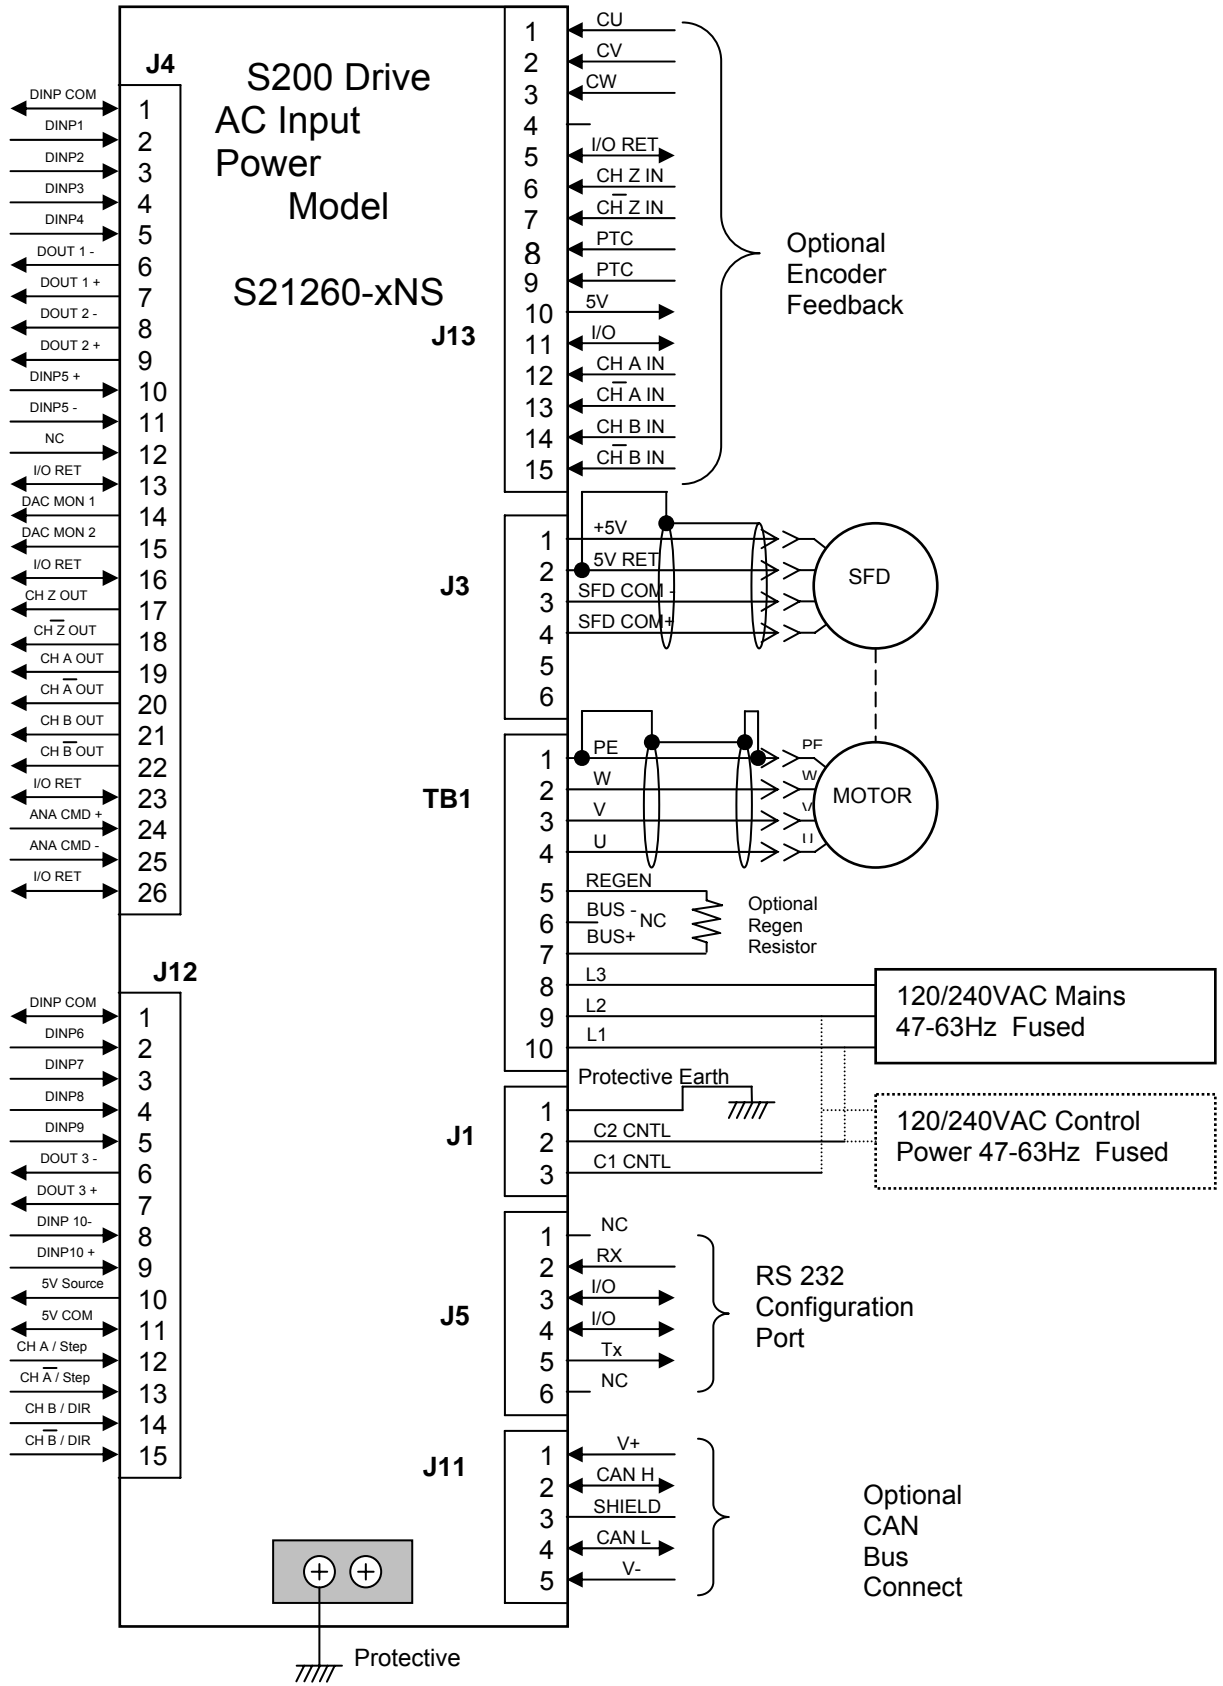 S200 Drive
AC Input
Power
Model
S21260-xNS
J4
DINP COM 1
DINP1 2
DINP2 3
DINP3 4
DINP4 5
DOUT 1 - 6
DOUT 1 + 7
DOUT 2 - 8
DOUT 2 + 9
DINP5 + 10
DINP5 - 11
NC 12
I/O RET 13
DAC MON 1 14
DAC MON 2 15
I/O RET 16
CH Z OUT 17
CH Z̅ OUT 18
CH A OUT 19
CH A̅ OUT 20
CH B OUT 21
CH B̅ OUT 22
I/O RET 23
ANA CMD + 24
ANA CMD - 25
I/O RET 26
J12
DINP COM 1
DINP6 2
DINP7 3
DINP8 4
DINP9 5
DOUT 3 - 6
DOUT 3 + 7
DINP 10- 8
DINP10 + 9
5V Source 10
5V COM 11
CH A / Step 12
CH A̅ / Step 13
CH B / DIR 14
CH B̅ / DIR 15
J13
1 CU
2 CV
3 CW
4
5 I/O RET
6 CH Z IN
7 CH̅ Z IN
8 PTC
9 PTC
10 5V
11 I/O
12 CH A IN
13 CH̅ A IN
14 CH B IN
15 CH̅ B IN
Optional
Encoder
Feedback
J3
1 +5V
2 5V RET
3 SFD COM -
4 SFD COM+
5
6
SFD
TB1
1 PE PE
2 W W
3 V V
4 U U
MOTOR
5 REGEN
6 BUS - NC
7 BUS+
Optional
Regen
Resistor
8 L3
9 L2
10 L1
120/240VAC Mains
47-63Hz Fused
J1
Protective Earth
1
2 C2 CNTL
3 C1 CNTL
120/240VAC Control
Power 47-63Hz Fused
J5
1 NC
2 RX
3 I/O
4 I/O
5 Tx
6 NC
RS 232
Configuration
Port
J11
1 V+
2 CAN H
3 SHIELD
4 CAN L
5 V-
Optional
CAN
Bus
Connect
Protective